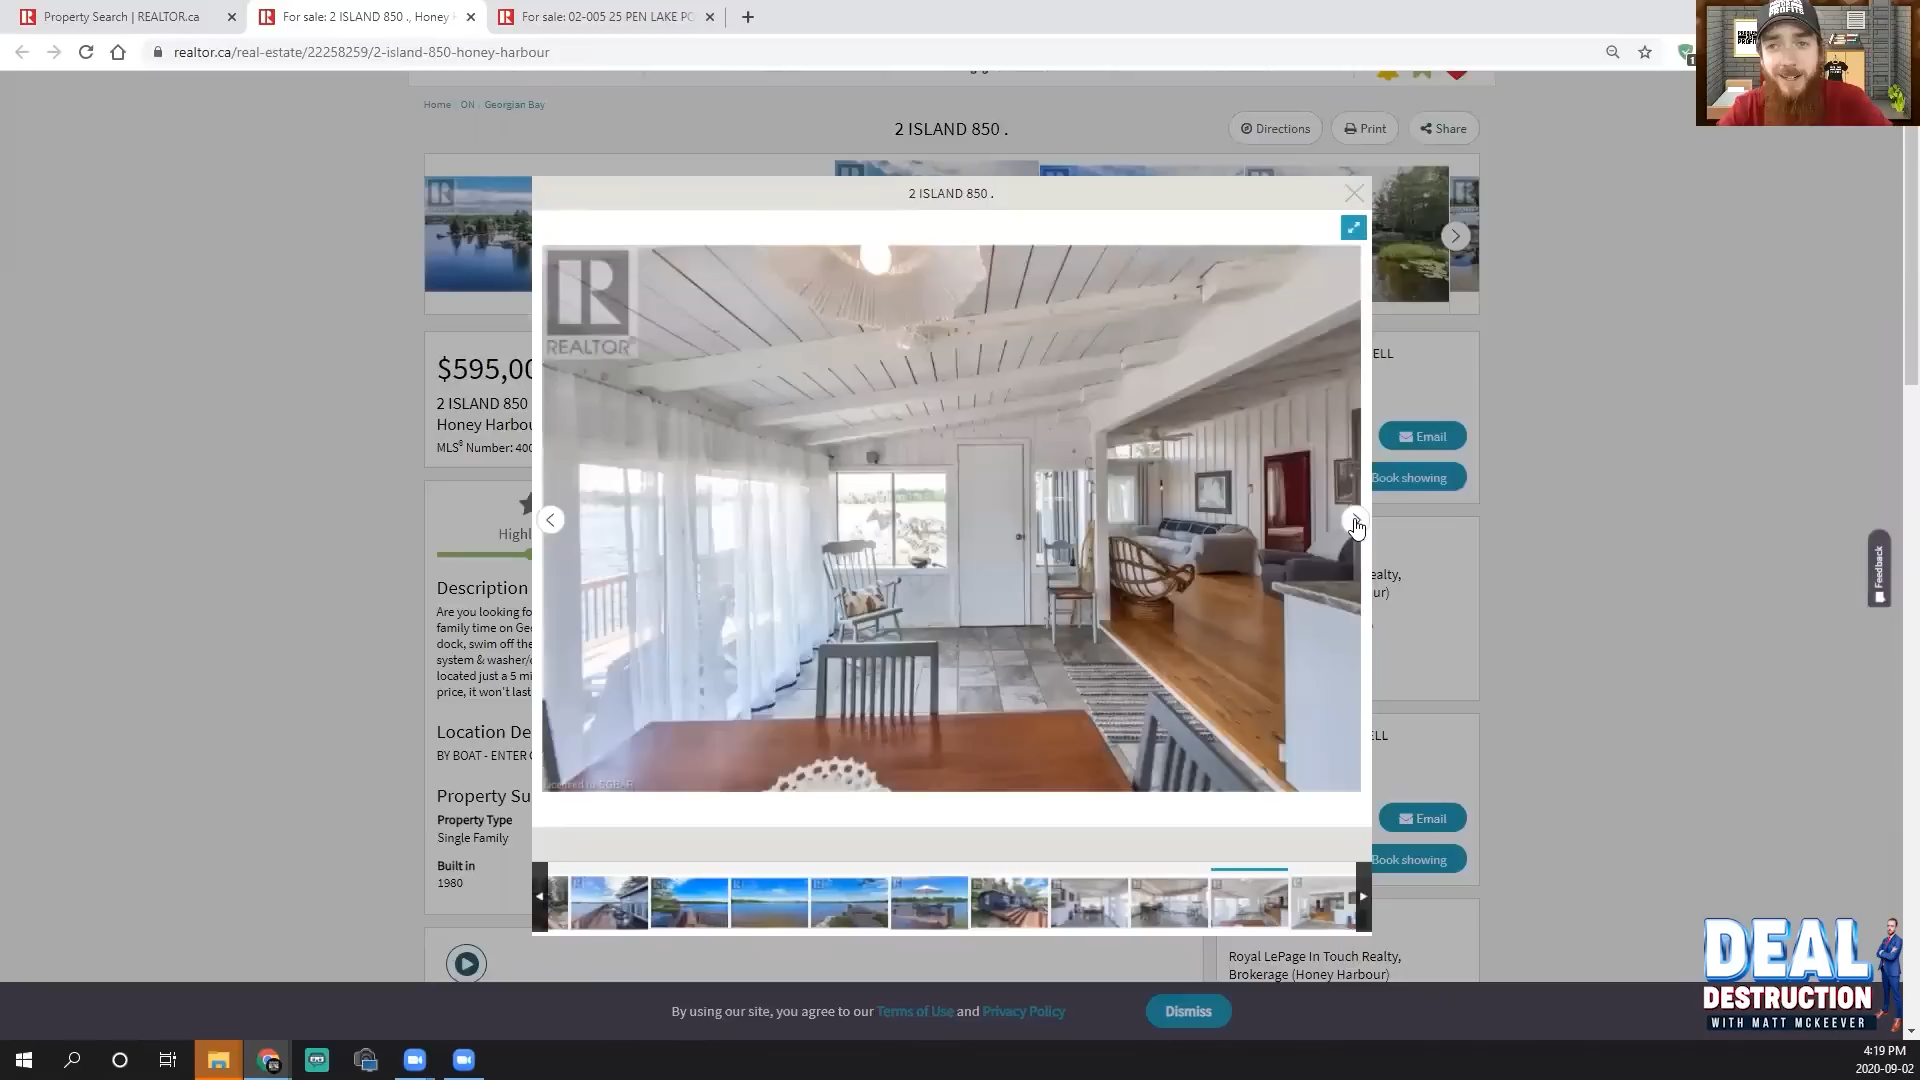 Property Search | REALTOR.ca
For sale: 2 ISLAND 850 ., Honey
For sale: 02-005 25 PEN LAKE PO
realtor.ca/real-estate/22258259/2-island-850-honey-harbour
Home
ON
Georgian Bay
2 ISLAND 850 .
Directions
Print
Share
2 ISLAND 850 .
REALTOR
$595,00
2 ISLAND 850
Honey Harbou
MLS® Number: 400
ELL
Email
Book showing
Highl
ealty,
ur)
Feedback
Description
Are you looking fo
family time on Geo
dock, swim off the
system & washer/d
located just a 5 mi
price, it won't last
Location De
BY BOAT - ENTER
Property Su
Property Type
Single Family
Built in
1980
ELL
Email
Book showing
Royal LePage In Touch Realty,
Brokerage (Honey Harbour)
By using our site, you agree to our Terms of Use and Privacy Policy
Dismiss
DEAL
DESTRUCTION
WITH MATT MCKEEVER
4:19 PM
2020-09-02